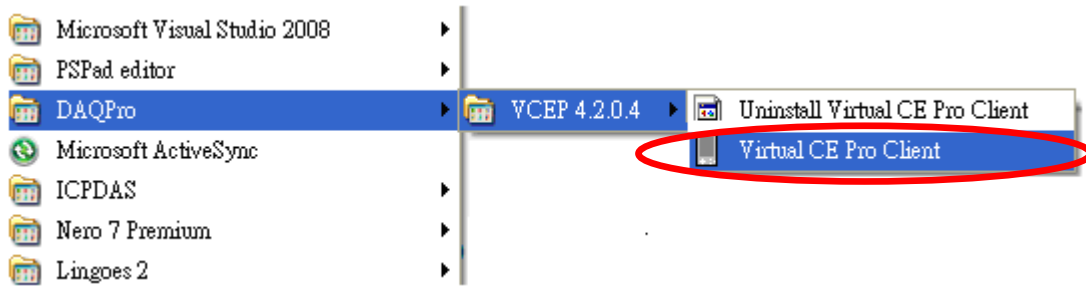 Microsoft Visual Studio 2008
PSPad editor
DAQPro
VCEP 4.2.0.4
Uninstall Virtual CE Pro Client
Microsoft ActiveSync
Virtual CE Pro Client
ICPDAS
Nero 7 Premium
Lingoes 2